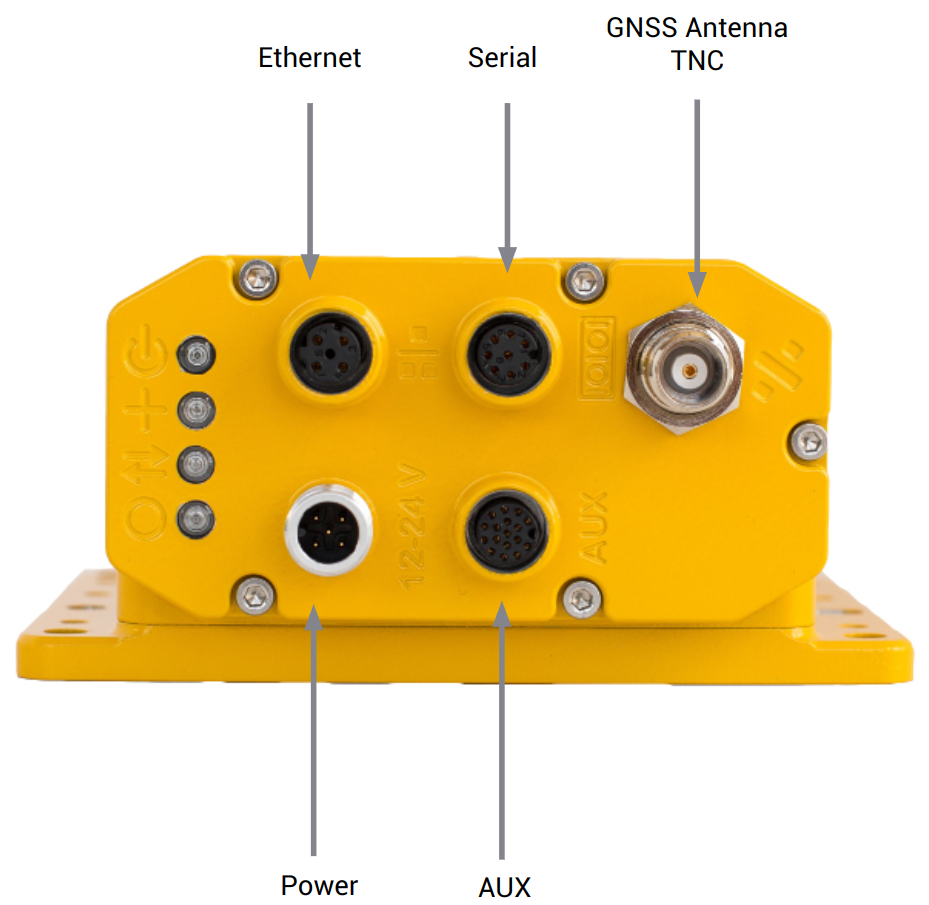 Ethernet
Serial
GNSS Antenna
TNC
12-24 V
AUX
Power
AUX